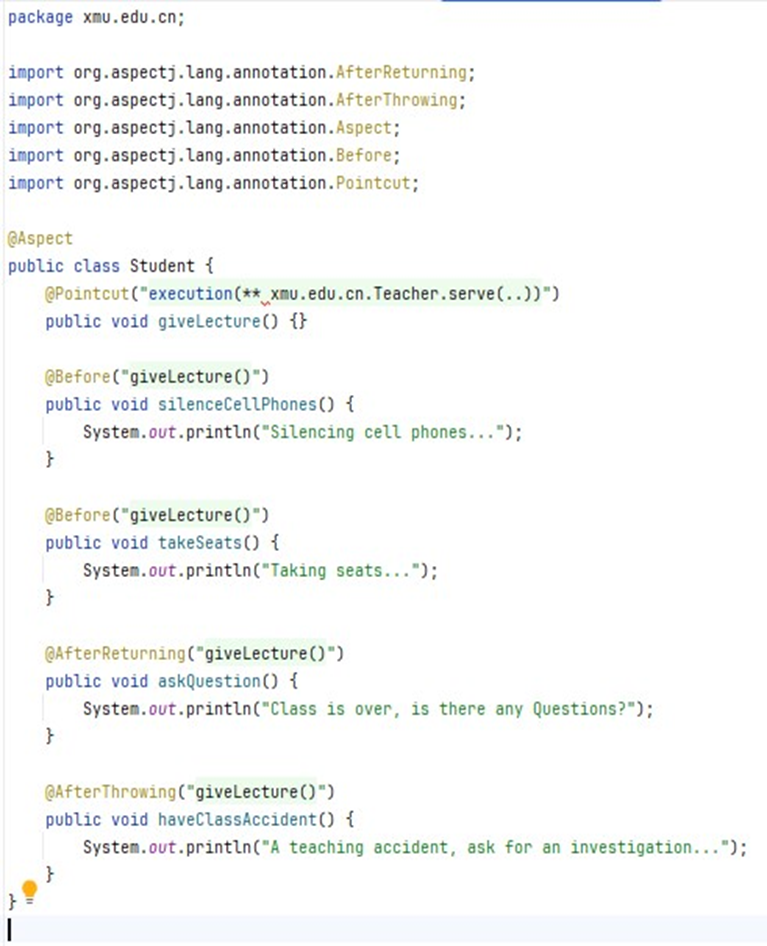 package xmu.edu.cn;
import org.aspectj.lang.annotation.AfterReturning;
import org.aspectj.lang.annotation.AfterThrowing;
import org.aspectj.lang.annotation.Aspect;
import org.aspectj.lang.annotation.Before;
import org.aspectj.lang.annotation.Pointcut;
@Aspect
public class Student {
@Pointcut("execution(** xmu.edu.cn.Teacher.serve(..))")
public void giveLecture() {}
@Before("giveLecture()")
public void silenceCellPhones() {
System.out.println("Silencing cell phones...");
}
@Before("giveLecture()")
public void takeSeats() {
System.out.println("Taking seats...");
}
@AfterReturning("giveLecture()")
public void askQuestion() {
System.out.println("Class is over, is there any Questions?");
}
@AfterThrowing("giveLecture()")
public void haveClassAccident() {
System.out.println("A teaching accident, ask for an investigation...");
}
}